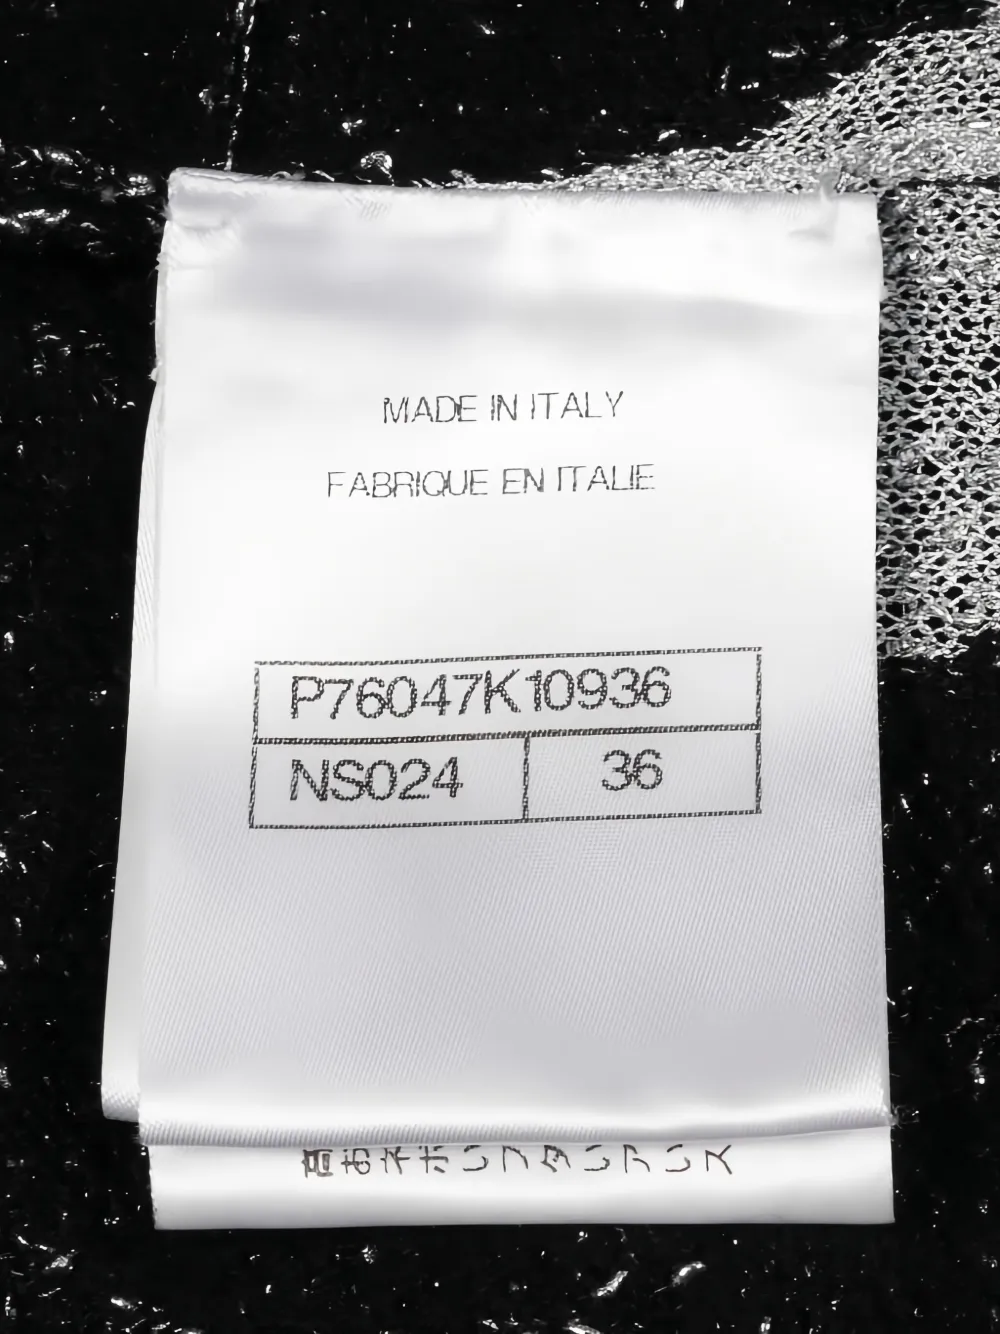 MADE IN ITALY
FABRIQUE EN ITALIE
P76047K10936
NS024 36